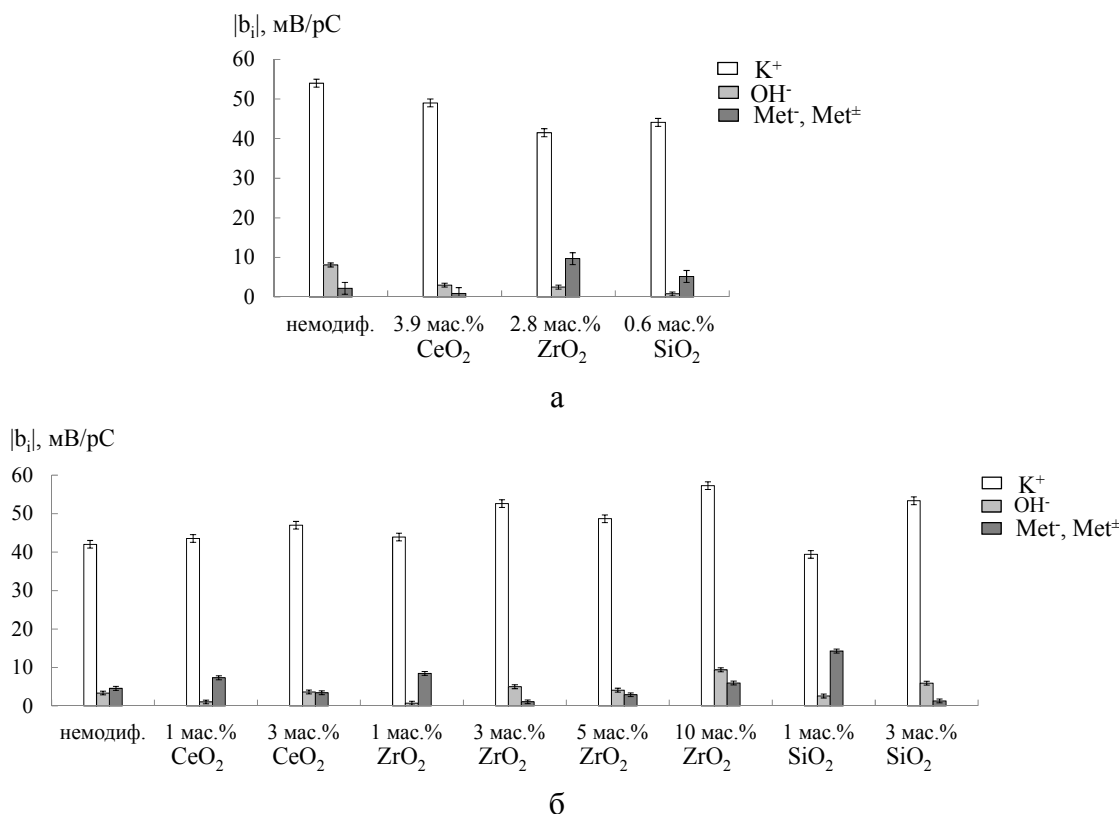 |bᵢ|, мВ/pC
60
50
40
30
20
10
0
K⁺
OH⁻
Met⁻, Met±
немодиф. 3.9 мас.% 2.8 мас.% 0.6 мас.%
CeO₂ ZrO₂ SiO₂
а
|bᵢ|, мВ/pC
60
50
40
30
20
10
0
K⁺
OH⁻
Met⁻, Met±
немодиф. 1 мас.% 3 мас.% 1 мас.% 3 мас.% 5 мас.% 10 мас.% 1 мас.% 3 мас.%
CeO₂ CeO₂ ZrO₂ ZrO₂ ZrO₂ ZrO₂ SiO₂ SiO₂
б